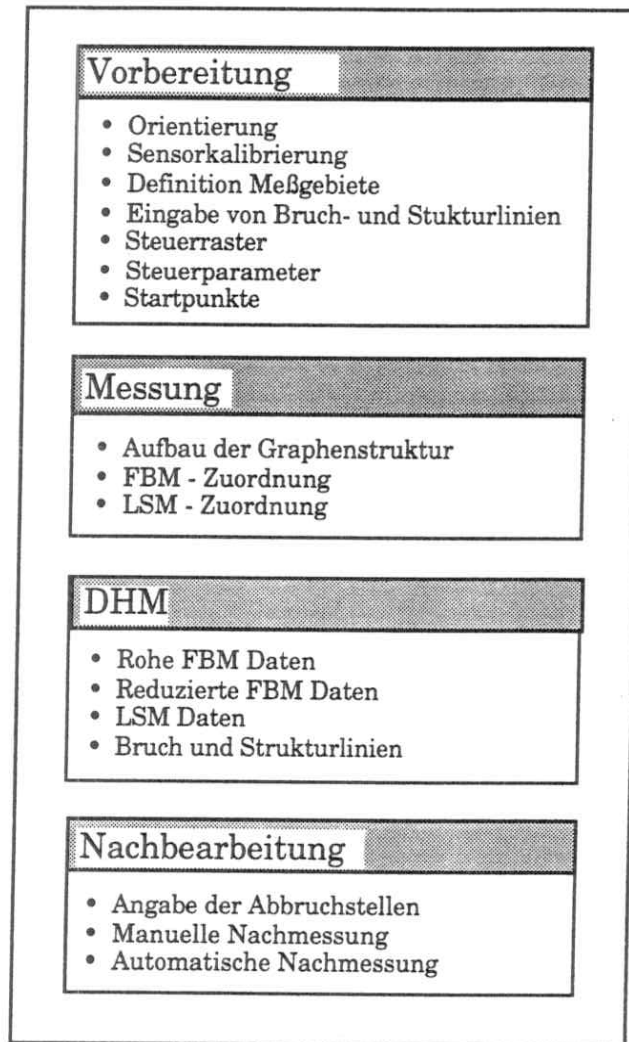 Vorbereitung
• Orientierung
• Sensorkalibrierung
• Definition Meßgebiete
• Eingabe von Bruch- und Stukturlinien
• Steuerraster
• Steuerparameter
• Startpunkte
Messung
• Aufbau der Graphenstruktur
• FBM - Zuordnung
• LSM - Zuordnung
DHM
• Rohe FBM Daten
• Reduzierte FBM Daten
• LSM Daten
• Bruch und Strukturlinien
Nachbearbeitung
• Angabe der Abbruchstellen
• Manuelle Nachmessung
• Automatische Nachmessung